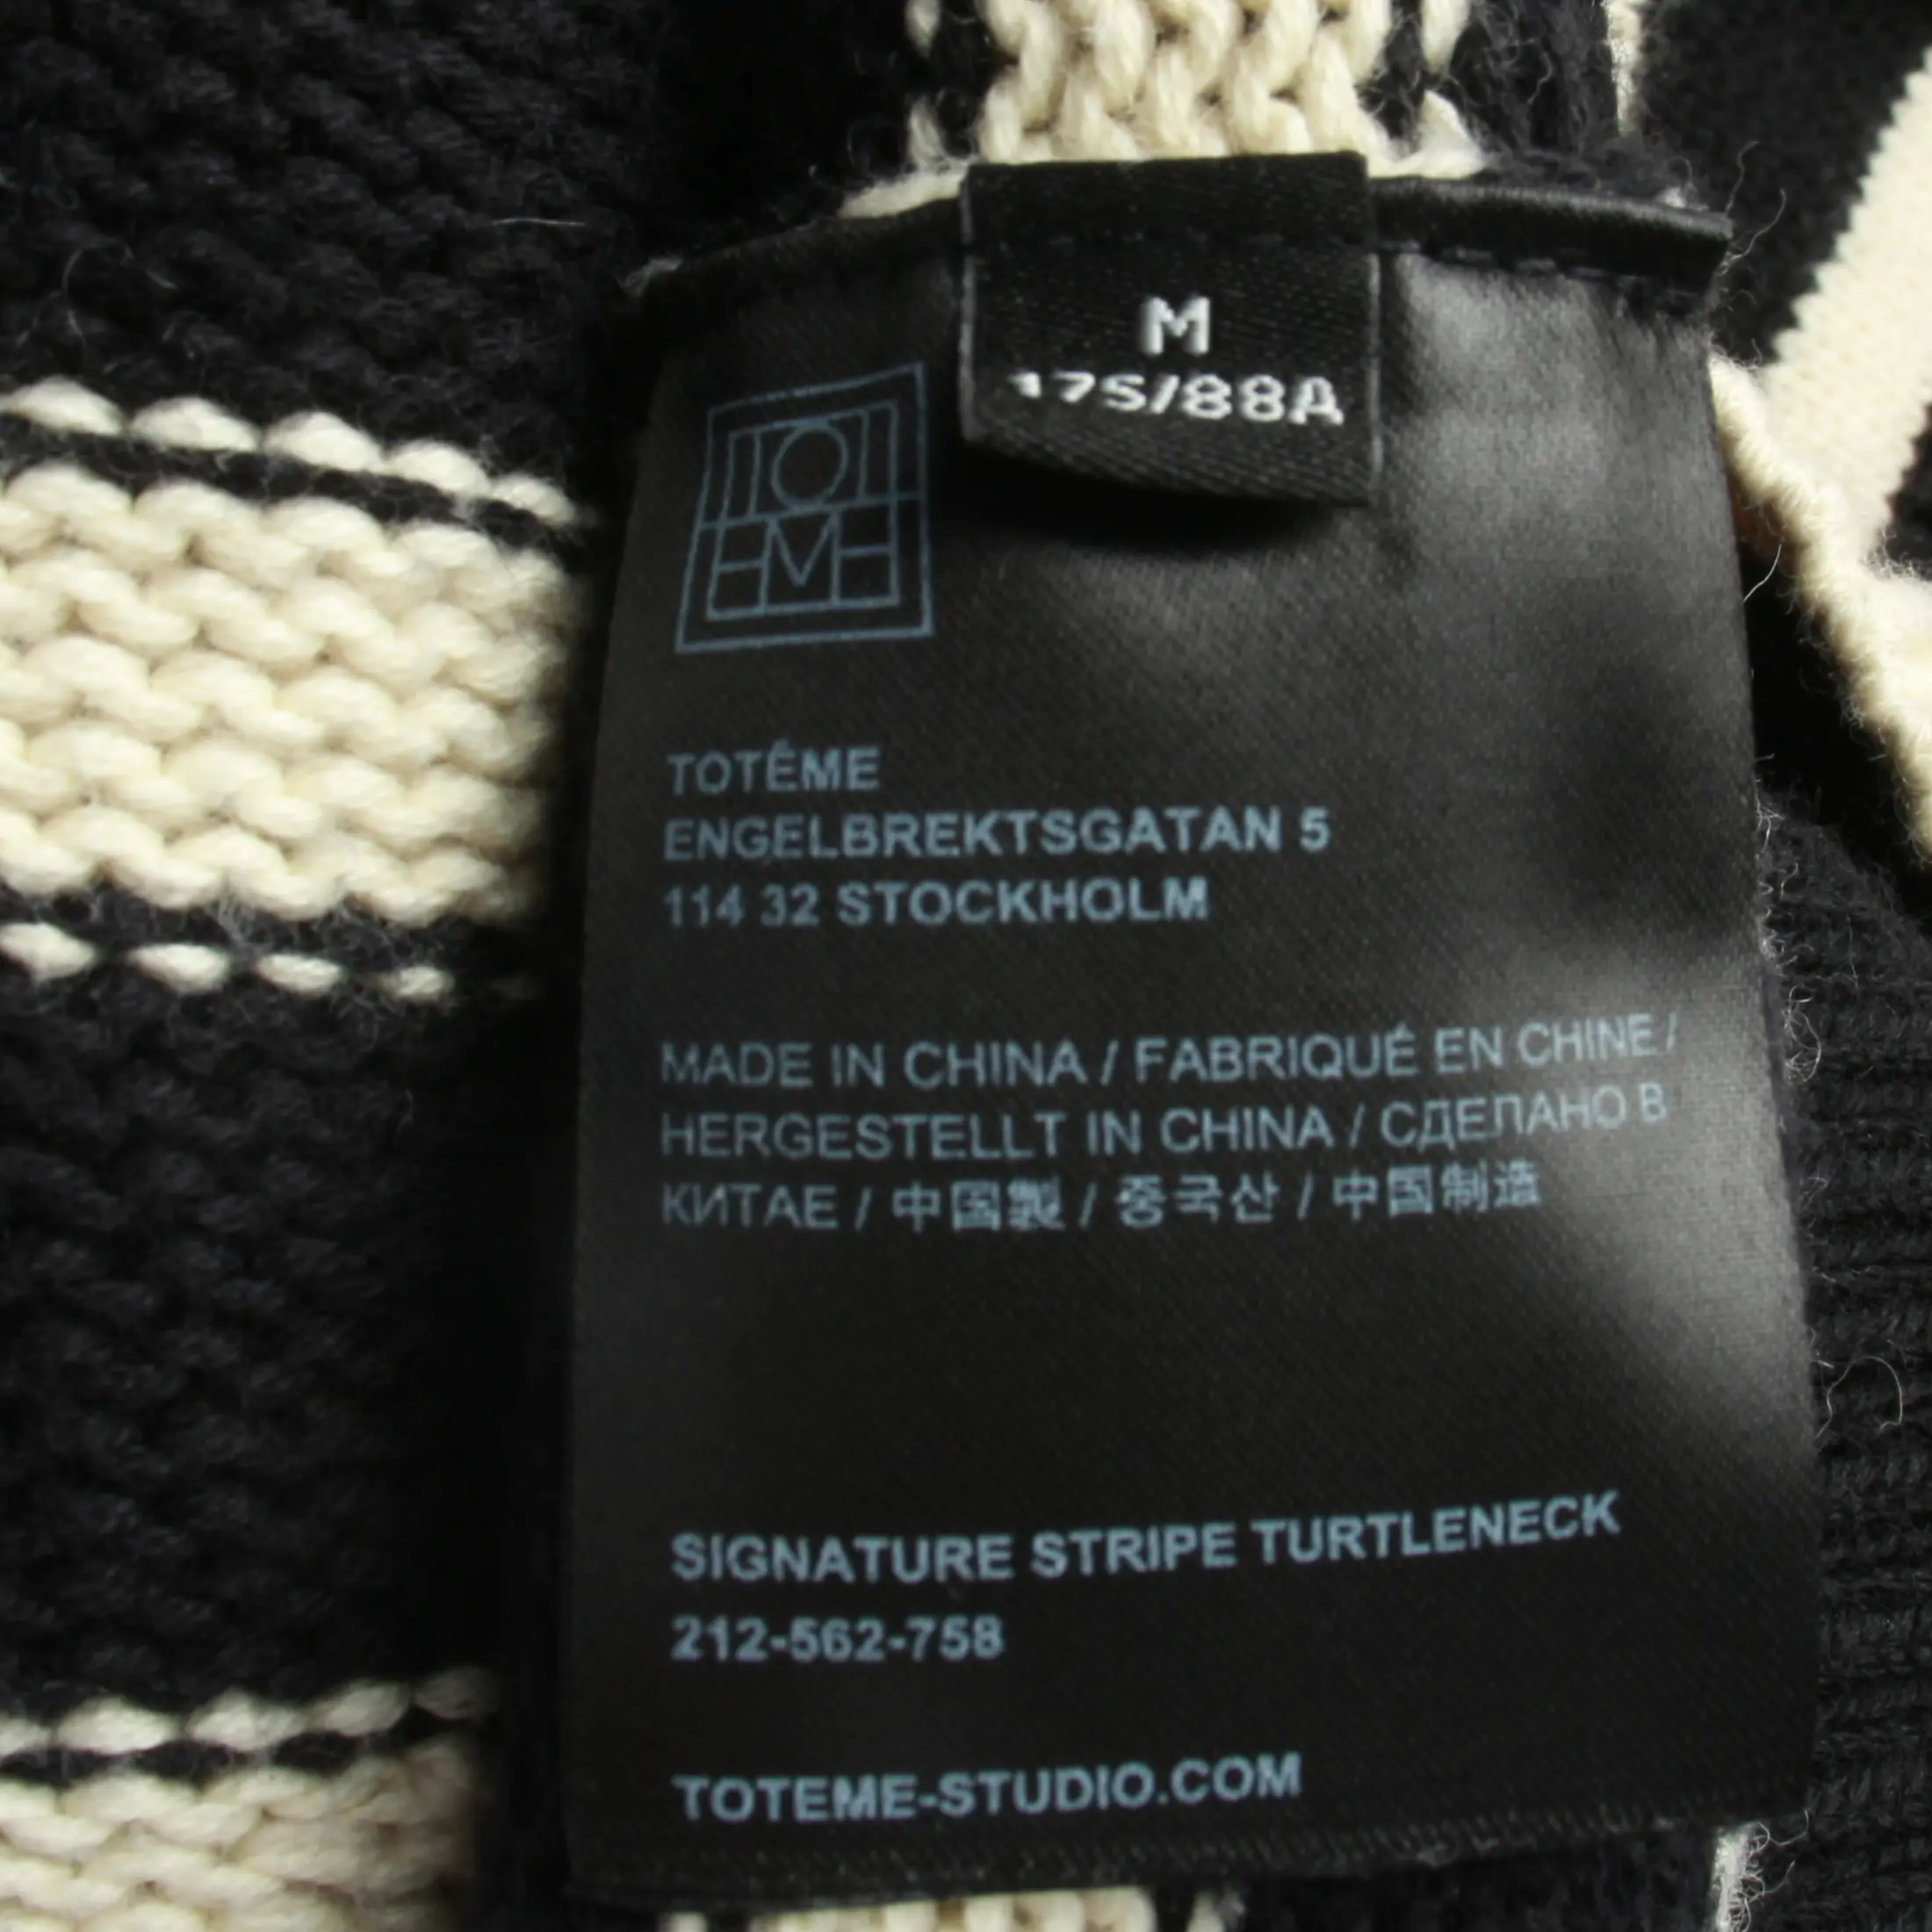 M
175/88A
TOTÊME
ENGELBREKTSGATAN 5
114 32 STOCKHOLM
MADE IN CHINA / FABRIQUÉ EN CHINE /
HERGESTELLT IN CHINA / СДЕЛАНО В
КИТАЕ / 中国製 / 중국산 / 中国制造
SIGNATURE STRIPE TURTLENECK
212-562-758
TOTEME-STUDIO.COM